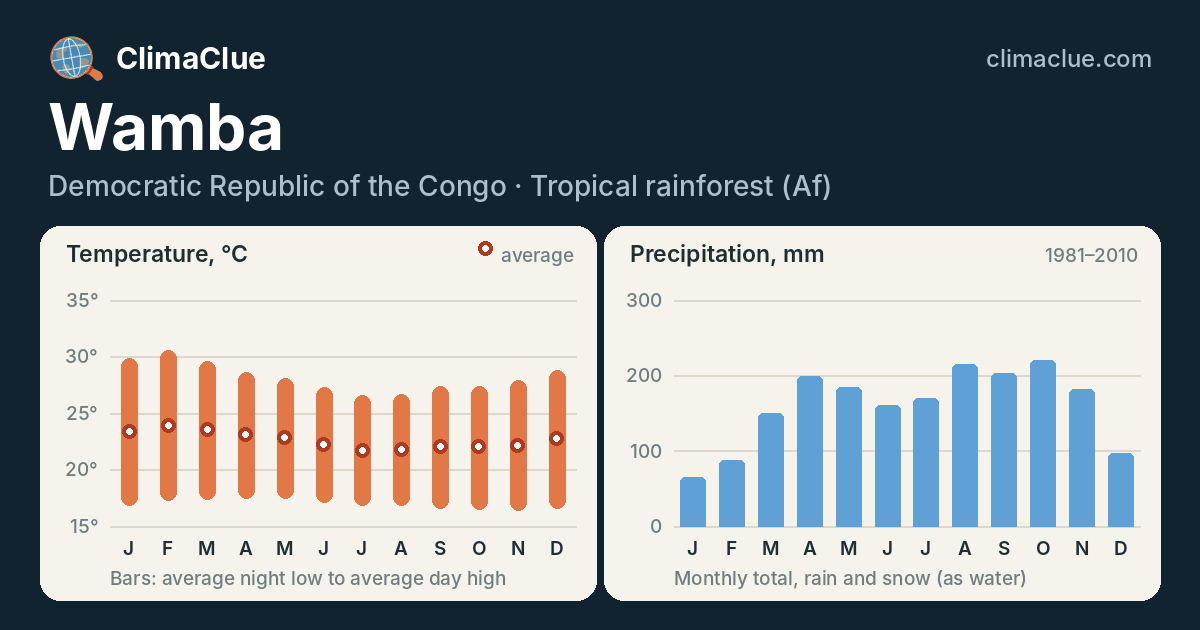 ClimaClue
climaclue.com
Wamba
Democratic Republic of the Congo · Tropical rainforest (Af)
Temperature, °C
average
35°
30°
25°
20°
15°
J F M A M J J A S O N D
Bars: average night low to average day high
Precipitation, mm
1981–2010
300
200
100
0
J F M A M J J A S O N D
Monthly total, rain and snow (as water)